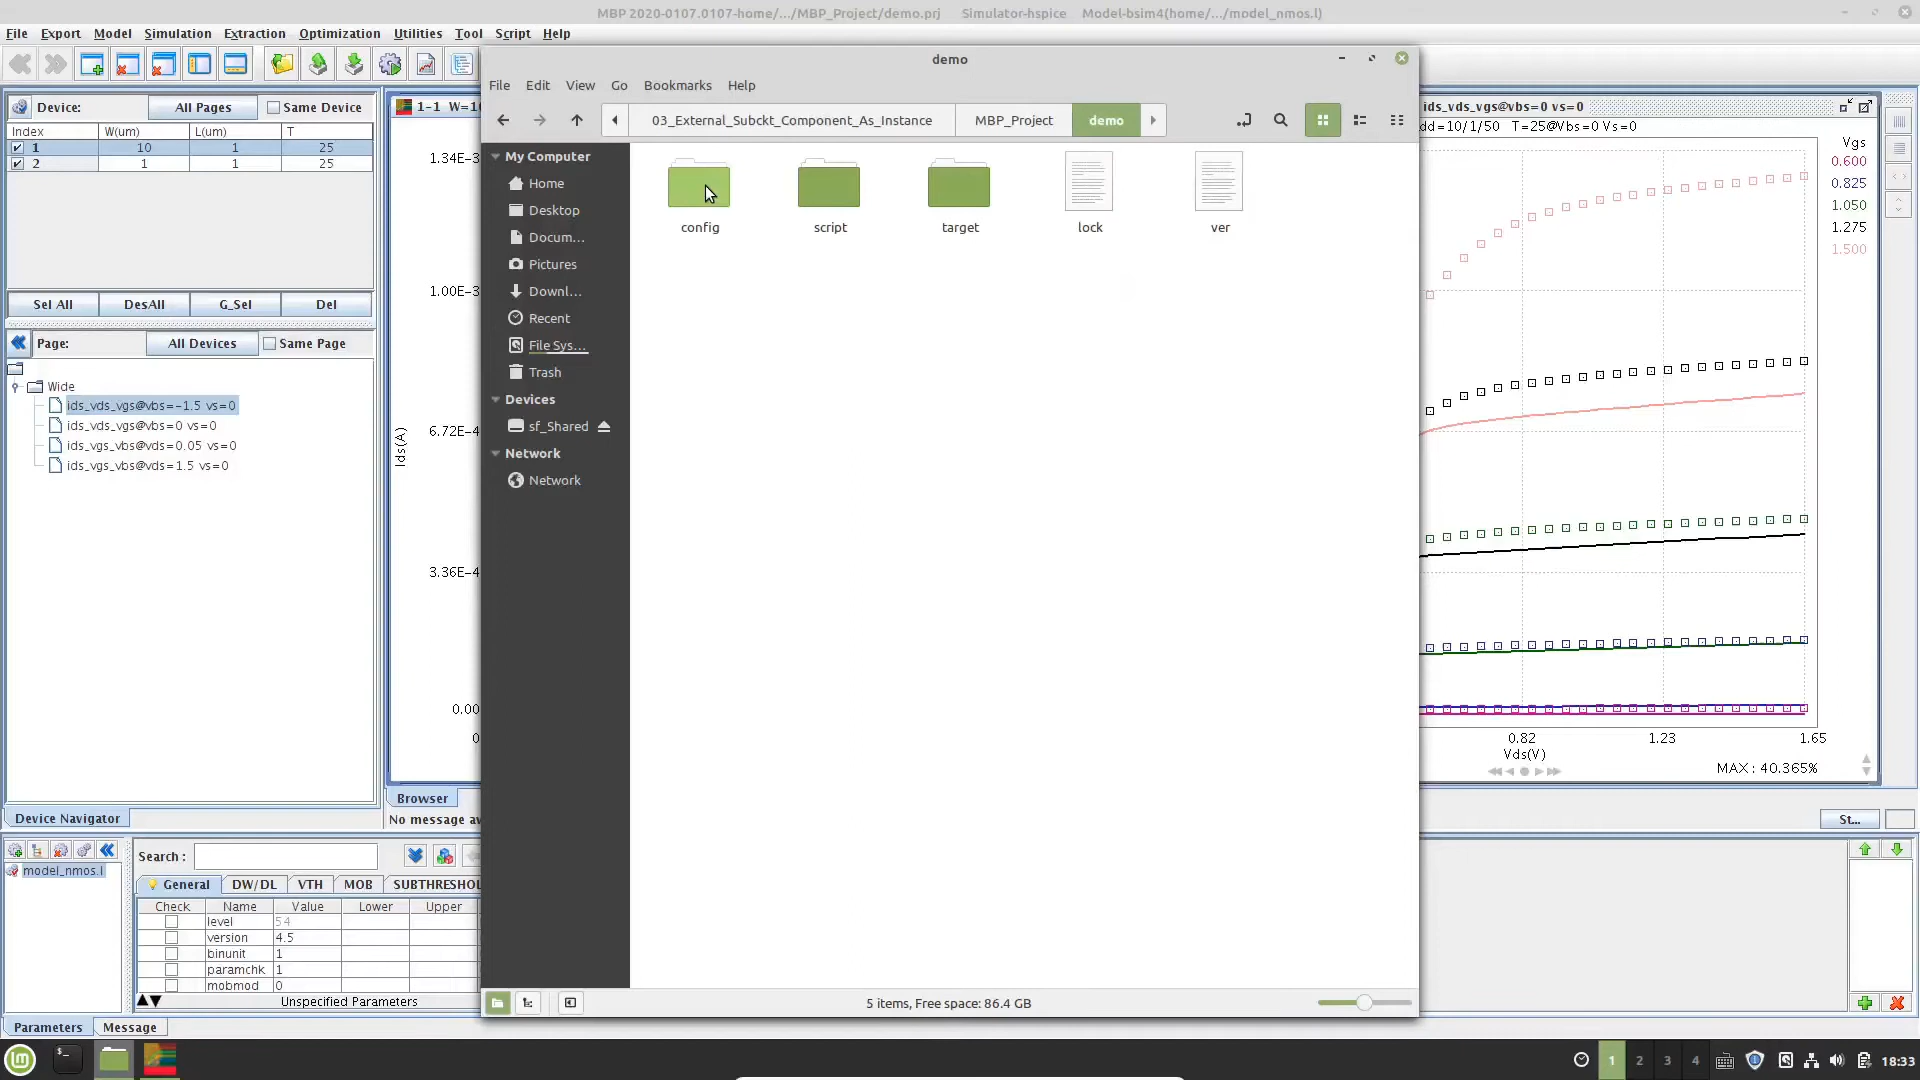 MBP 2020-0107.0107-home/.../MBP_Project/demo.prj Simulator-hspice Model-bsim4(home/.../model_nmos.l)
File Export Model Simulation Extraction Optimization Utilities Tool Script Help
Device: All Pages Same Device
Index W(um) L(um) T
1 10 1 25
2 1 1 25
Sel All DesAll G_Sel Del
Page: All Devices Same Page
Wide
ids_vds_vgs@vbs=-1.5 vs=0
ids_vds_vgs@vbs=0 vs=0
ids_vgs_vbs@vds=0.05 vs=0
ids_vgs_vbs@vds=1.5 vs=0
Device Navigator
1-1 W=1
1.34E-3
1.00E-3
6.72E-4
3.36E-4
0.00
0
Ids(A)
Browser
No message av
demo
File Edit View Go Bookmarks Help
03_External_Subckt_Component_As_Instance MBP_Project demo
My Computer
Home
Desktop
Docum...
Pictures
Downl...
Recent
File Sys...
Trash
Devices
sf_Shared
Network
Network
config script target lock ver
5 items, Free space: 86.4 GB
ids_vds_vgs@vbs=0 vs=0
dd=10/1/50 T=25@Vbs=0 Vs=0
Vgs
0.600
0.825
1.050
1.275
1.500
0.82 1.23 1.65
Vds(V)
MAX: 40.365%
St...
model_nmos.l
Search :
General DW/DL VTH MOB SUBTHRESHOL
Check Name Value Lower Upper
level 54
version 4.5
binunit 1
paramchk 1
mobmod 0
Unspecified Parameters
Parameters Message
1 2 3 4 18:33